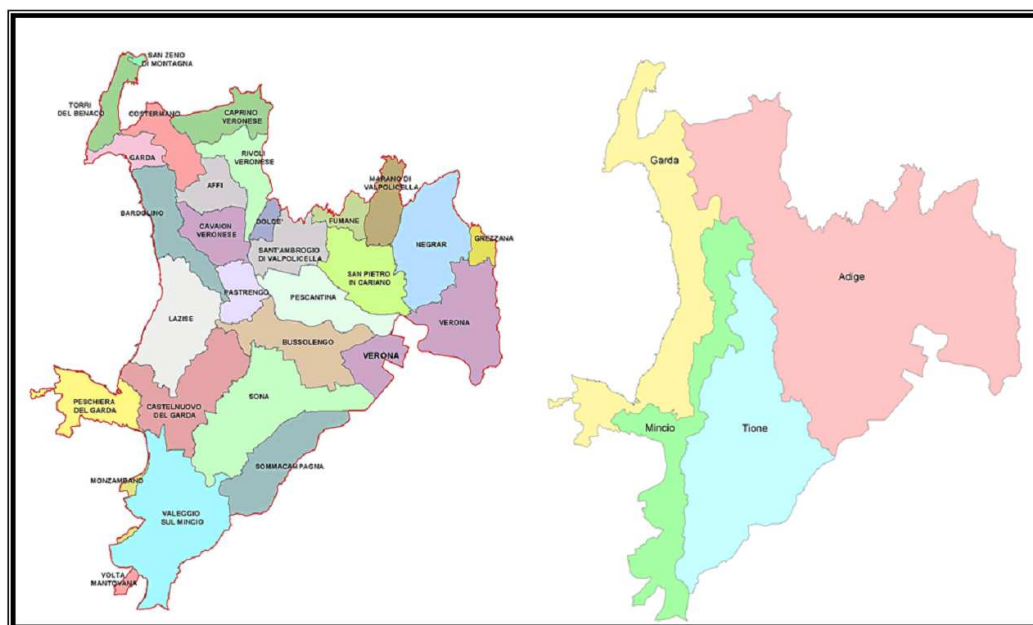 SAN ZENO
DI MONTAGNA
TORRI
DEL BENACO
COSTERMANO
CAPRINO
VERONESE
GARDA
RIVOLI
VERONESE
AFFI
MARANO DI
VALPOLICELLA
BARDOLINO
CAVAION
VERONESE
DOLCE'
FUMANE
SANT'AMBROGIO
DI VALPOLICELLA
NEGRAR
GREZZANA
SAN PIETRO
IN CARIANO
PASTRENGO
PESCANTINA
LAZISE
VERONA
BUSSOLENGO
VERONA
PESCHIERA
DEL GARDA
CASTELNUOVO
DEL GARDA
SONA
SOMMACAMPAGNA
MONZAMBANO
VALEGGIO
SUL MINCIO
VOLTA
MANTOVANA
Garda
Adige
Mincio
Tione